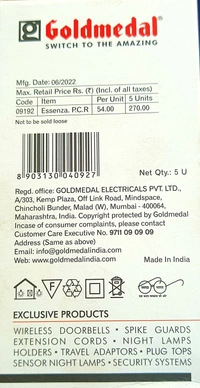 g Goldmedal®
SWITCH TO THE AMAZING
Mfg. Date: 06/2022
Max. Retail Price Rs. (₹) (Incl. of all taxes)
Code Item Per Unit 5 Units
09192 Essenza. P.C.R 54.00 270.00
Not to be sold loose
8 903130 040927
Net Qty.: 5 U
Regd. office: GOLDMEDAL ELECTRICALS PVT. LTD.,
A/303, Kemp Plaza, Off Link Road, Mindspace,
Chincholi Bunder, Malad (W), Mumbai - 400064,
Maharashtra, India. Copyright protected by Goldmedal
Incase of consumer complaints, please contact
Customer Care Executive No. 9711 09 09 09
Address (Same as above)
Email: info@goldmedalindia.com
Web: www.goldmedalindia.com Made In India
EXCLUSIVE PRODUCTS
WIRELESS DOORBELLS • SPIKE GUARDS
EXTENSION CORDS • NIGHT LAMPS
HOLDERS • TRAVEL ADAPTORS • PLUG TOPS
SENSOR NIGHT LAMPS • SECURITY SYSTEMS